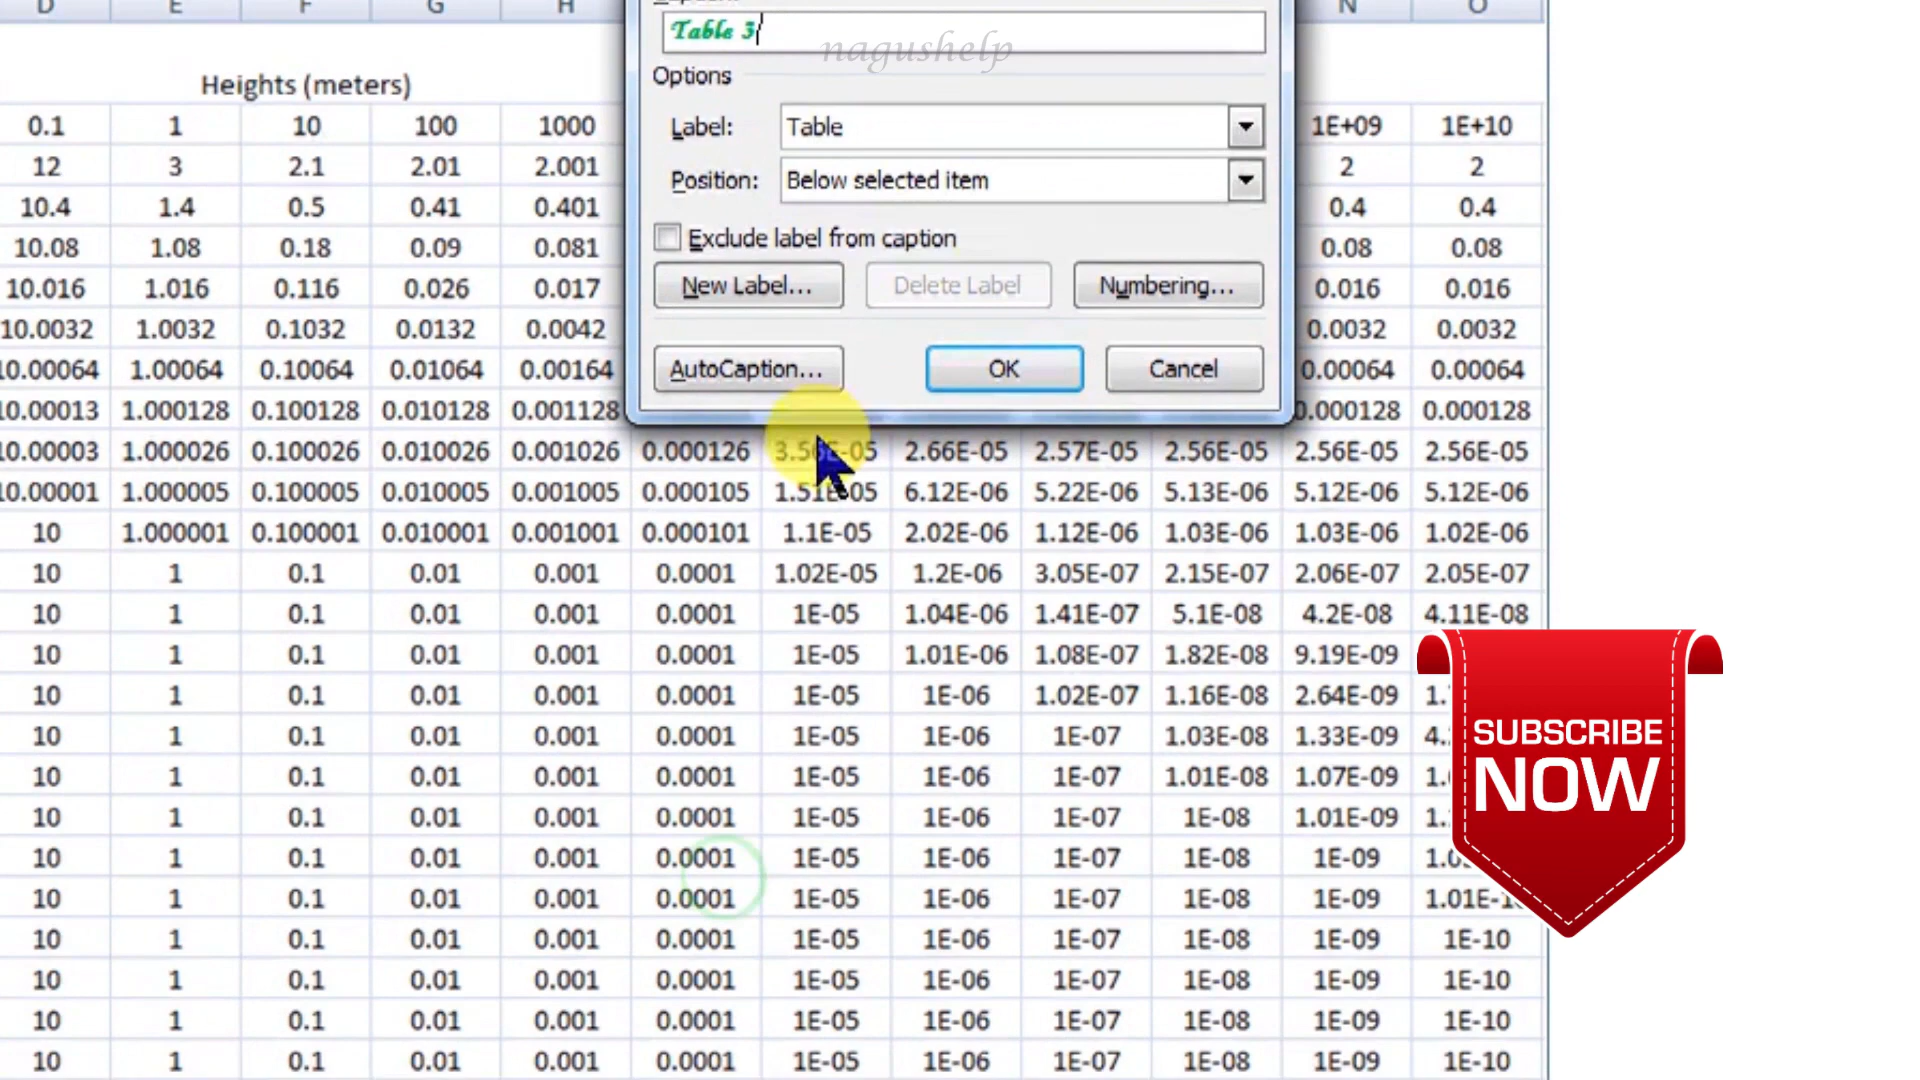 D E F G H N O
Table 3
nagushelp
Options
Heights (meters)
Label: Table
Position: Below selected item
Exclude label from caption
New Label... Delete Label Numbering...
AutoCaption... OK Cancel
0.1 1 10 100 1000 1E+09 1E+10
12 3 2.1 2.01 2.001 2 2
10.4 1.4 0.5 0.41 0.401 0.4 0.4
10.08 1.08 0.18 0.09 0.081 0.08 0.08
10.016 1.016 0.116 0.026 0.017 0.016 0.016
10.0032 1.0032 0.1032 0.0132 0.0042 0.0032 0.0032
10.00064 1.00064 0.10064 0.01064 0.00164 0.00064 0.00064
10.00013 1.000128 0.100128 0.010128 0.001128 0.000128 0.000128
10.00003 1.000026 0.100026 0.010026 0.001026 0.000126 3.56E-05 2.66E-05 2.57E-05 2.56E-05 2.56E-05 2.56E-05
10.00001 1.000005 0.100005 0.010005 0.001005 0.000105 1.51E-05 6.12E-06 5.22E-06 5.13E-06 5.12E-06 5.12E-06
10 1.000001 0.100001 0.010001 0.001001 0.000101 1.1E-05 2.02E-06 1.12E-06 1.03E-06 1.03E-06 1.02E-06
10 1 0.1 0.01 0.001 0.0001 1.02E-05 1.2E-06 3.05E-07 2.15E-07 2.06E-07 2.05E-07
10 1 0.1 0.01 0.001 0.0001 1E-05 1.04E-06 1.41E-07 5.1E-08 4.2E-08 4.11E-08
10 1 0.1 0.01 0.001 0.0001 1E-05 1.01E-06 1.08E-07 1.82E-08 9.19E-09
10 1 0.1 0.01 0.001 0.0001 1E-05 1E-06 1.02E-07 1.16E-08 2.64E-09
10 1 0.1 0.01 0.001 0.0001 1E-05 1E-06 1E-07 1.03E-08 1.33E-09
10 1 0.1 0.01 0.001 0.0001 1E-05 1E-06 1E-07 1.01E-08 1.07E-09
10 1 0.1 0.01 0.001 0.0001 1E-05 1E-06 1E-07 1E-08 1.01E-09
10 1 0.1 0.01 0.001 0.0001 1E-05 1E-06 1E-07 1E-08 1E-09
10 1 0.1 0.01 0.001 0.0001 1E-05 1E-06 1E-07 1E-08 1E-09
10 1 0.1 0.01 0.001 0.0001 1E-05 1E-06 1E-07 1E-08 1E-09 1E-10
10 1 0.1 0.01 0.001 0.0001 1E-05 1E-06 1E-07 1E-08 1E-09 1E-10
10 1 0.1 0.01 0.001 0.0001 1E-05 1E-06 1E-07 1E-08 1E-09 1E-10
10 1 0.1 0.01 0.001 0.0001 1E-05 1E-06 1E-07 1E-08 1E-09 1E-10
SUBSCRIBE
NOW